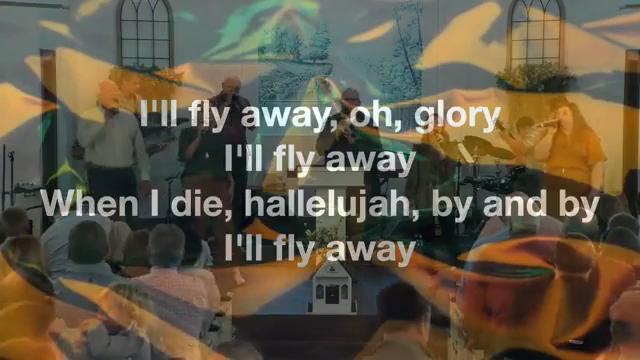 I'll fly away, oh, glory
I'll fly away
When I die, hallelujah, by and by
I'll fly away